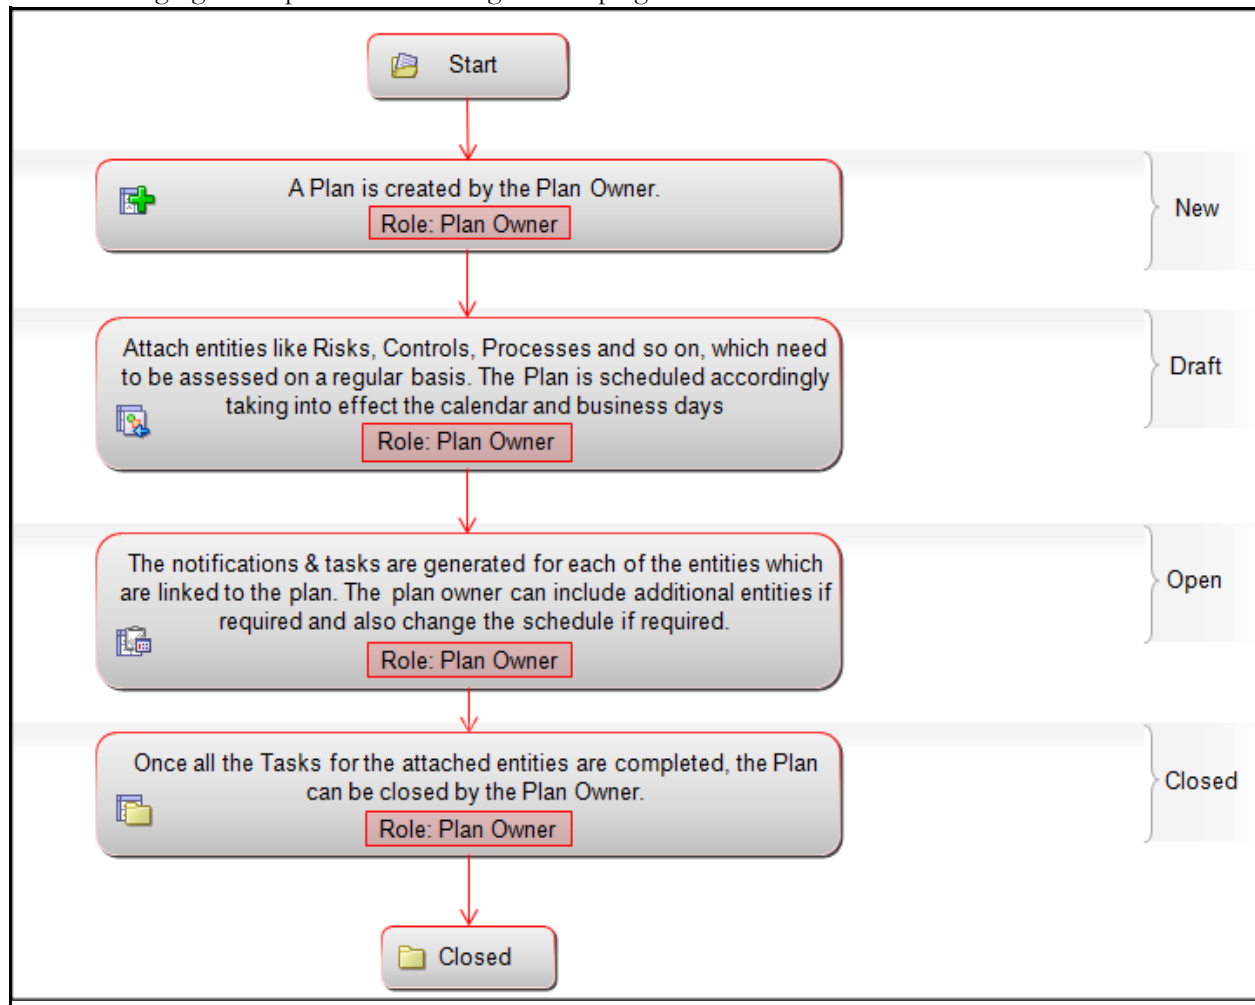 Start
A Plan is created by the Plan Owner.
Role: Plan Owner
New
Attach entities like Risks, Controls, Processes and so on, which need
to be assessed on a regular basis. The Plan is scheduled accordingly
taking into effect the calendar and business days
Role: Plan Owner
Draft
The notifications & tasks are generated for each of the entities which
are linked to the plan. The plan owner can include additional entities if
required and also change the schedule if required.
Role: Plan Owner
Open
Once all the Tasks for the attached entities are completed, the Plan
can be closed by the Plan Owner.
Role: Plan Owner
Closed
Closed